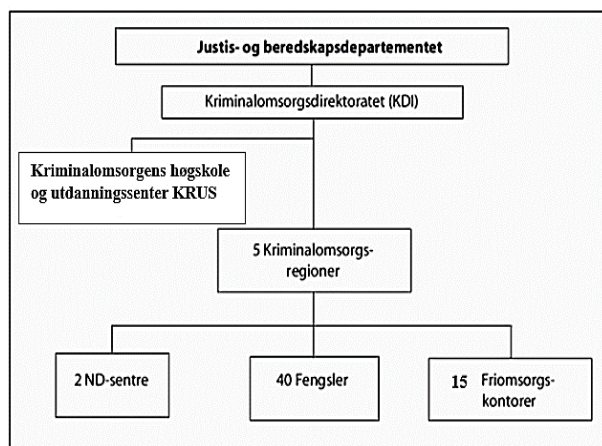 Justis- og beredskapsdepartementet
Kriminalomsorgsdirektoratet (KDI)
Kriminalomsorgens høgskole
og utdanningssenter KRUS
5 Kriminalomsorgs-
regioner
2 ND-sentre
40 Fengsler
15 Friomsorgs-
kontorer